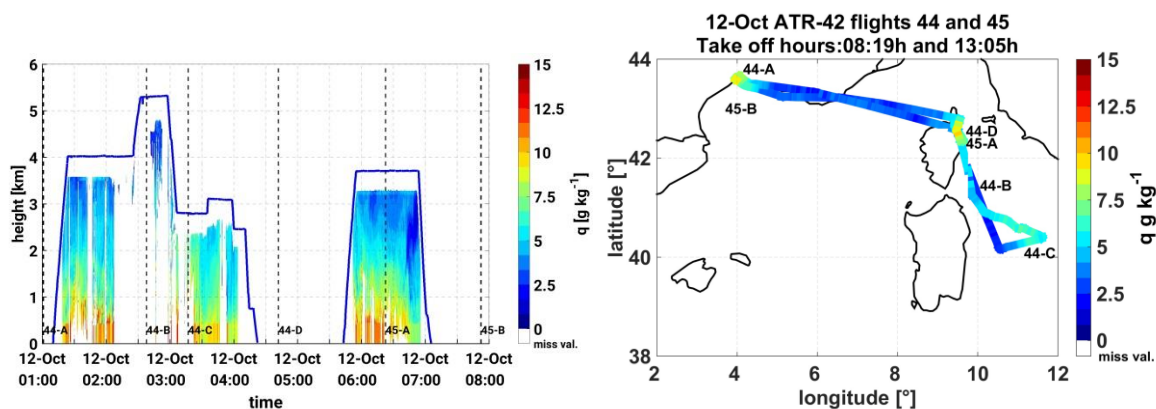 6
5
4
3
2
1
0
height [km]
44-A
44-B
44-C
44-D
45-A
45-B
12-Oct 12-Oct 12-Oct 12-Oct 12-Oct 12-Oct 12-Oct 12-Oct
01:00 02:00 03:00 04:00 05:00 06:00 07:00 08:00
time
15
12.5
10
7.5
5
2.5
0
miss val.
q [g kg-1]
12-Oct ATR-42 flights 44 and 45
Take off hours:08:19h and 13:05h
44
42
40
38
latitude [°]
44-A
45-B
44-D
45-A
44-B
44-C
2 4 6 8 10 12
longitude [°]
15
12.5
10
7.5
5
2.5
0
miss val.
q g kg-1]